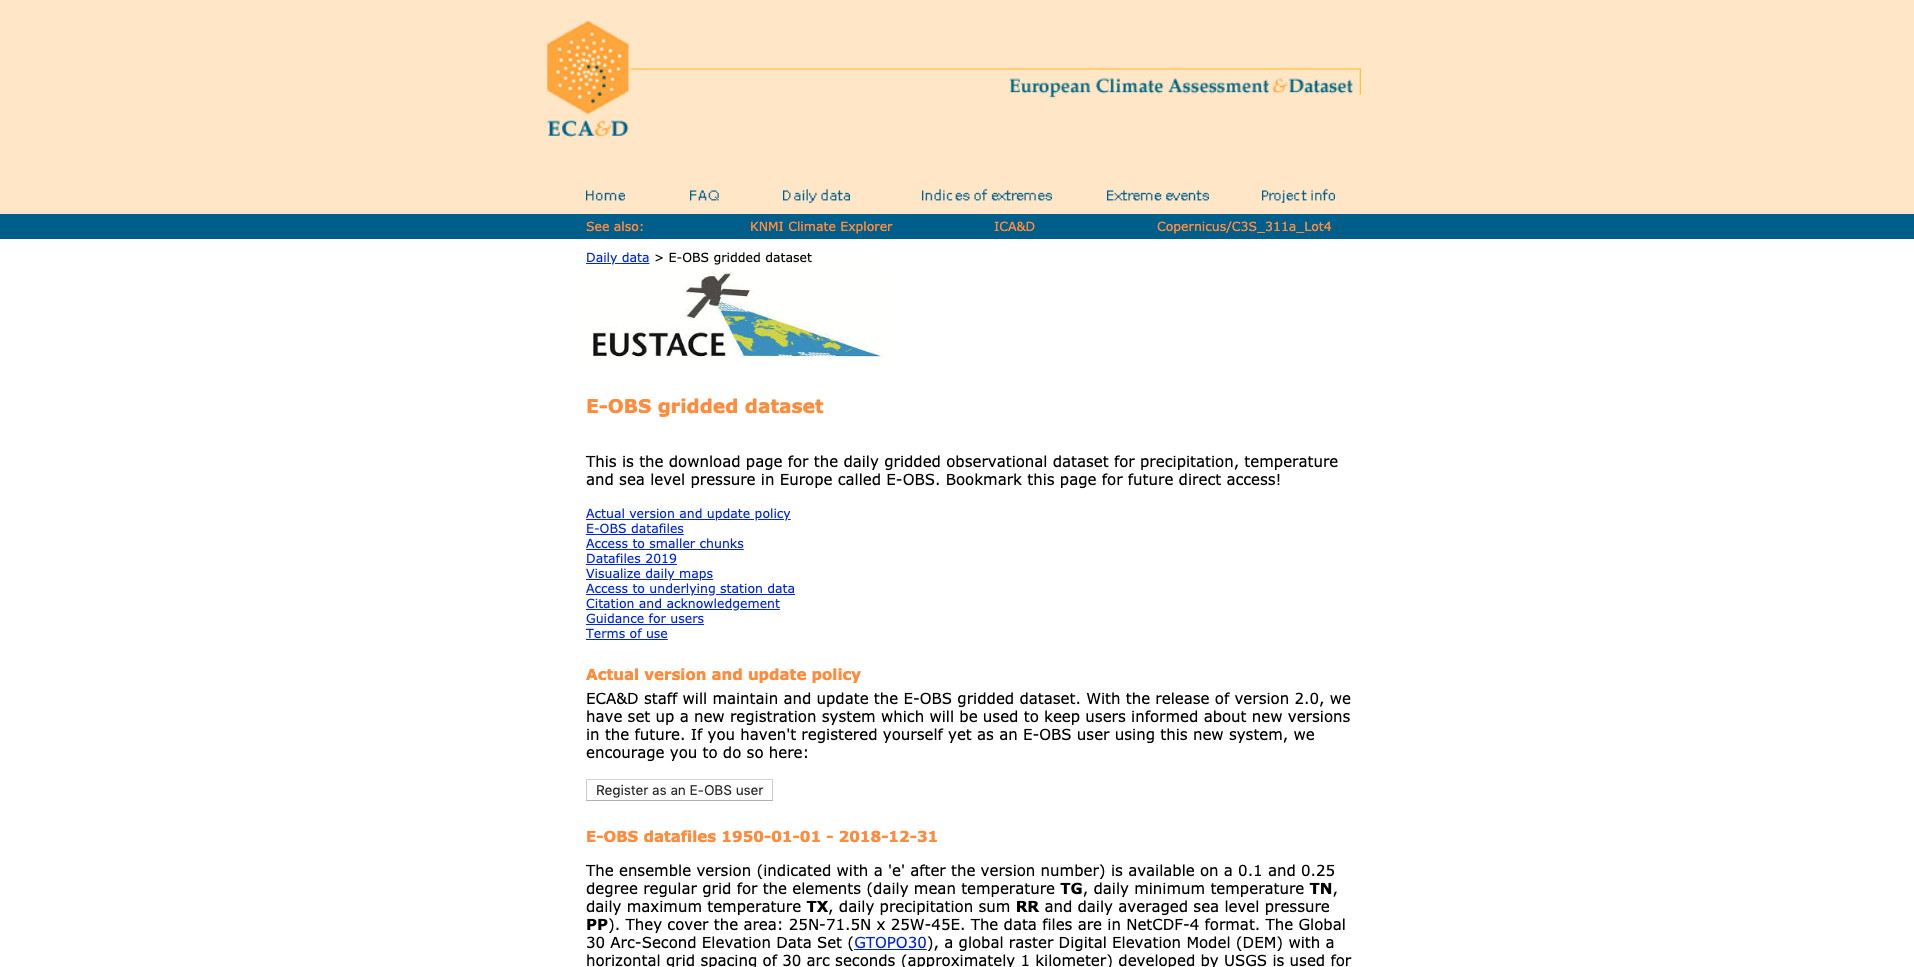 ECA&D
European Climate Assessment & Dataset
Home FAQ Daily data Indices of extremes Extreme events Project info
See also: KNMI Climate Explorer ICA&D Copernicus/C3S_311a_Lot4
Daily data > E-OBS gridded dataset
EUSTACE
E-OBS gridded dataset
This is the download page for the daily gridded observational dataset for precipitation, temperature
and sea level pressure in Europe called E-OBS. Bookmark this page for future direct access!
Actual version and update policy
E-OBS datafiles
Access to smaller chunks
Datafiles 2019
Visualize daily maps
Access to underlying station data
Citation and acknowledgement
Guidance for users
Terms of use
Actual version and update policy
ECA&D staff will maintain and update the E-OBS gridded dataset. With the release of version 2.0, we
have set up a new registration system which will be used to keep users informed about new versions
in the future. If you haven't registered yourself yet as an E-OBS user using this new system, we
encourage you to do so here:
Register as an E-OBS user
E-OBS datafiles 1950-01-01 - 2018-12-31
The ensemble version (indicated with a 'e' after the version number) is available on a 0.1 and 0.25
degree regular grid for the elements (daily mean temperature TG, daily minimum temperature TN,
daily maximum temperature TX, daily precipitation sum RR and daily averaged sea level pressure
PP). They cover the area: 25N-71.5N x 25W-45E. The data files are in NetCDF-4 format. The Global
30 Arc-Second Elevation Data Set (GTOPO30), a global raster Digital Elevation Model (DEM) with a
horizontal grid spacing of 30 arc seconds (approximately 1 kilometer) developed by USGS is used for